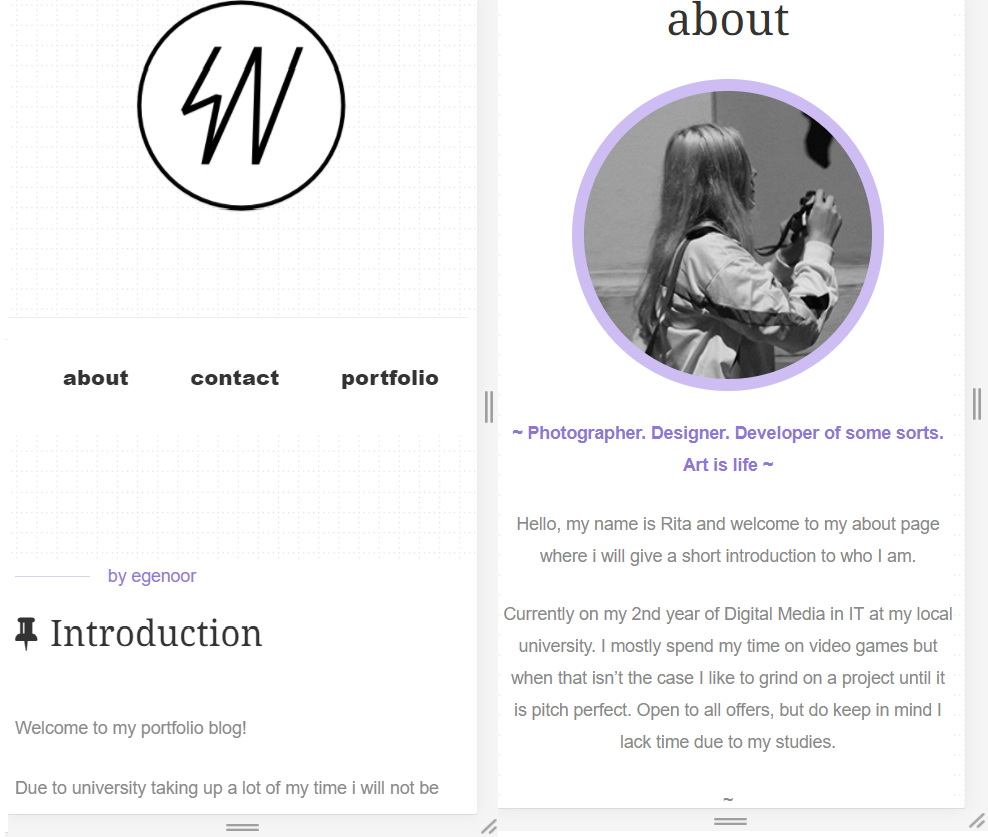 about
contact
portfolio
by egenoor
Introduction
Welcome to my portfolio blog!
Due to university taking up a lot of my time i will not be
about
~ Photographer. Designer. Developer of some sorts.
Art is life ~
Hello, my name is Rita and welcome to my about page
where i will give a short introduction to who I am.
Currently on my 2nd year of Digital Media in IT at my local
university. I mostly spend my time on video games but
when that isn't the case I like to grind on a project until it
is pitch perfect. Open to all offers, but do keep in mind I
lack time due to my studies.
~